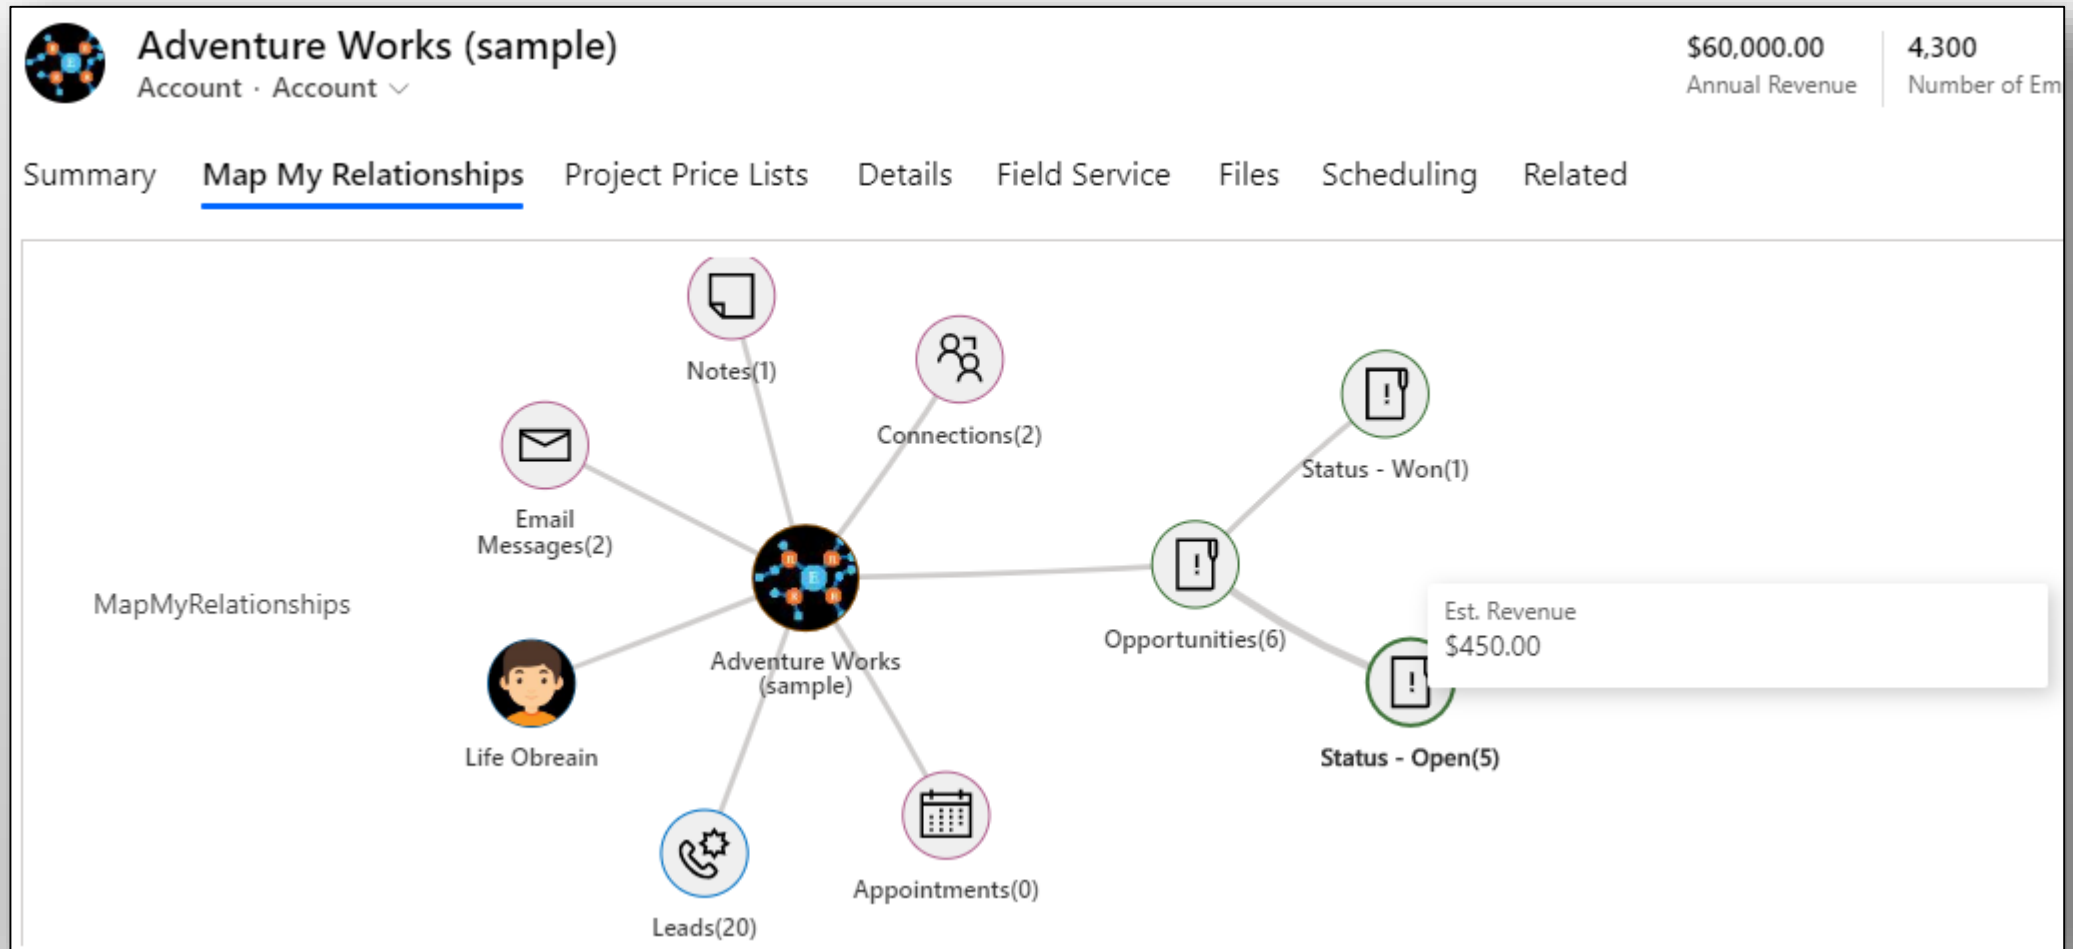 Adventure Works (sample)
Account · Account
$60,000.00
Annual Revenue
4,300
Number of Em
Summary
Map My Relationships
Project Price Lists
Details
Field Service
Files
Scheduling
Related
Notes(1)
Connections(2)
Status - Won(1)
Email
Messages(2)
MapMyRelationships
E
Opportunities(6)
Est. Revenue
$450.00
Adventure Works
(sample)
Life Obreain
Status - Open(5)
Appointments(0)
Leads(20)